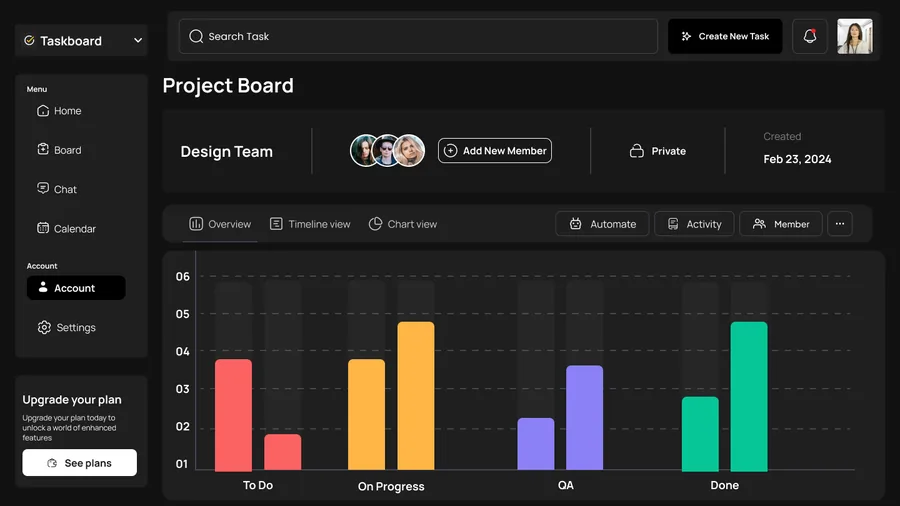 Taskboard
Search Task
Create New Task
Menu
Home
Board
Chat
Calendar
Account
Account
Settings
Upgrade your plan
Upgrade your plan today to
unlock a world of enhanced
features
See plans
Project Board
Design Team
Add New Member
Private
Created
Feb 23, 2024
Overview
Timeline view
Chart view
Automate
Activity
Member
06
05
04
03
02
01
To Do
On Progress
QA
Done